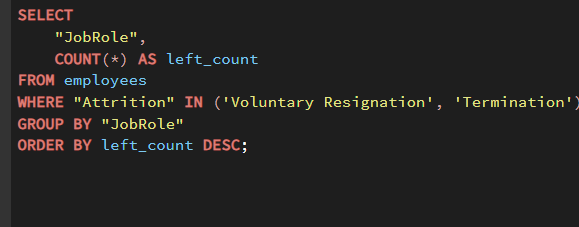 SELECT
    "JobRole",
    COUNT(*) AS left_count
FROM employees
WHERE "Attrition" IN ('Voluntary Resignation', 'Termination')
GROUP BY "JobRole"
ORDER BY left_count DESC;